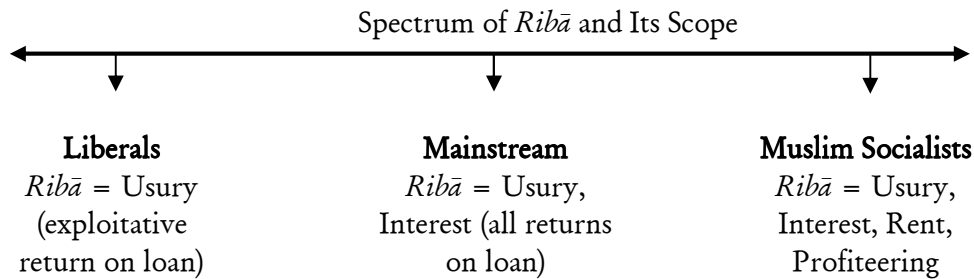 Spectrum of Ribā and Its Scope
Liberals
Ribā = Usury
(exploitative
return on loan)
Mainstream
Ribā = Usury,
Interest (all returns
on loan)
Muslim Socialists
Ribā = Usury,
Interest, Rent,
Profiteering